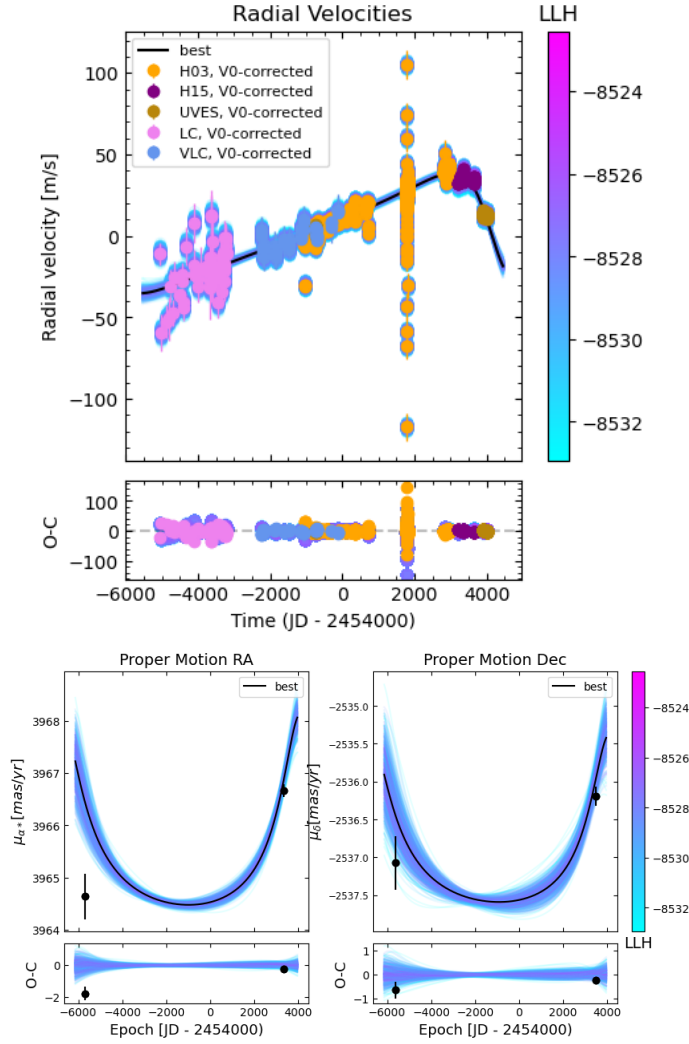 Radial Velocities
LLH
best
H03, V0-corrected
H15, V0-corrected
UVES, V0-corrected
LC, V0-corrected
VLC, V0-corrected
Radial velocity [m/s]
100
50
0
−50
−100
−8524
−8526
−8528
−8530
−8532
O-C
100
0
−100
−6000 −4000 −2000 0 2000 4000
Time (JD - 2454000)
Proper Motion RA
best
μα*[mas/yr]
3968
3967
3966
3965
3964
O-C
0
−2
−6000 −4000 −2000 0 2000 4000
Epoch [JD - 2454000)
Proper Motion Dec
best
μδ[mas/yr]
−2535.0
−2535.5
−2536.0
−2536.5
−2537.0
−2537.5
O-C
1
0
−1
−6000 −4000 −2000 0 2000 4000
Epoch [JD - 2454000)
−8524
−8526
−8528
−8530
−8532
LLH